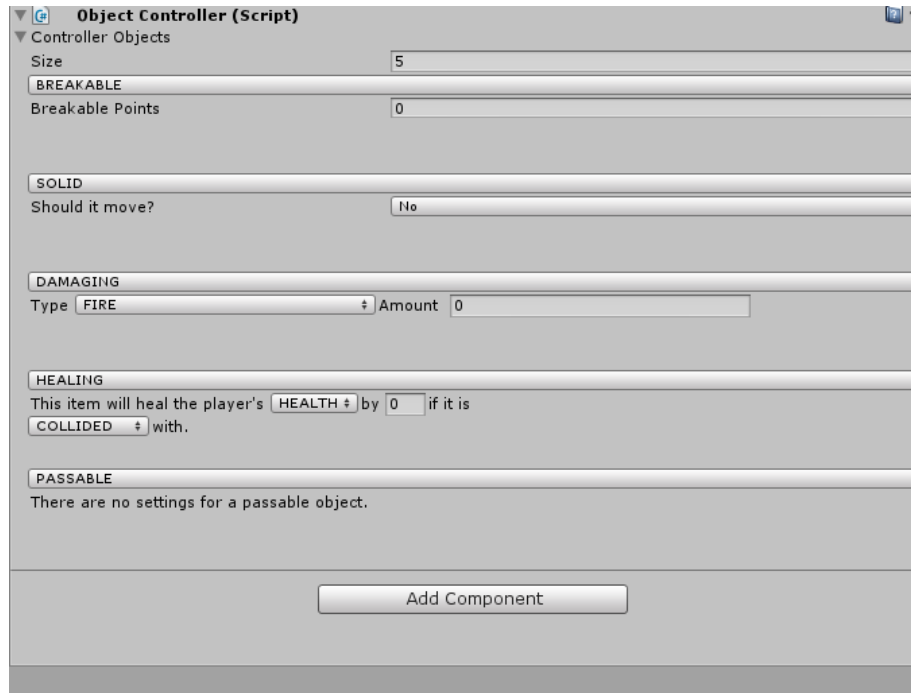 Object Controller (Script)
Controller Objects
Size 5
BREAKABLE
Breakable Points 0
SOLID
Should it move? No
DAMAGING
Type FIRE Amount 0
HEALING
This item will heal the player's HEALTH by 0 if it is
COLLIDED with.
PASSABLE
There are no settings for a passable object.
Add Component